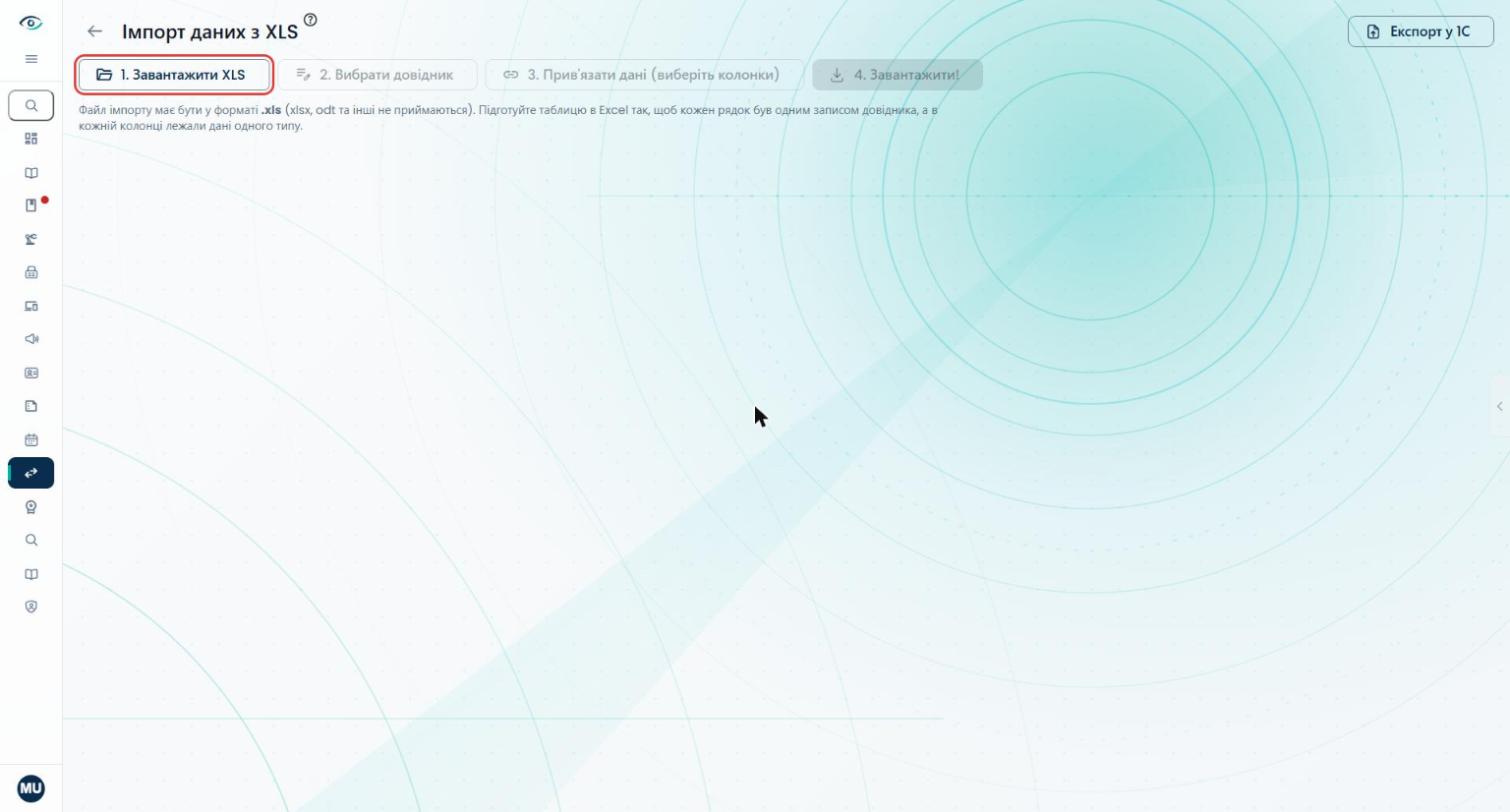 Імпорт даних з XLS ?
Експорт у 1С
1. Завантажити XLS
2. Вибрати довідник
3. Прив'язати дані (виберіть колонки)
4. Завантажити!
Файл імпорту має бути у форматі .xls (xlsx, odt та інші не приймаються). Підготуйте таблицю в Excel так, щоб кожен рядок був одним записом довідника, а в
кожній колонці лежали дані одного типу.
MU